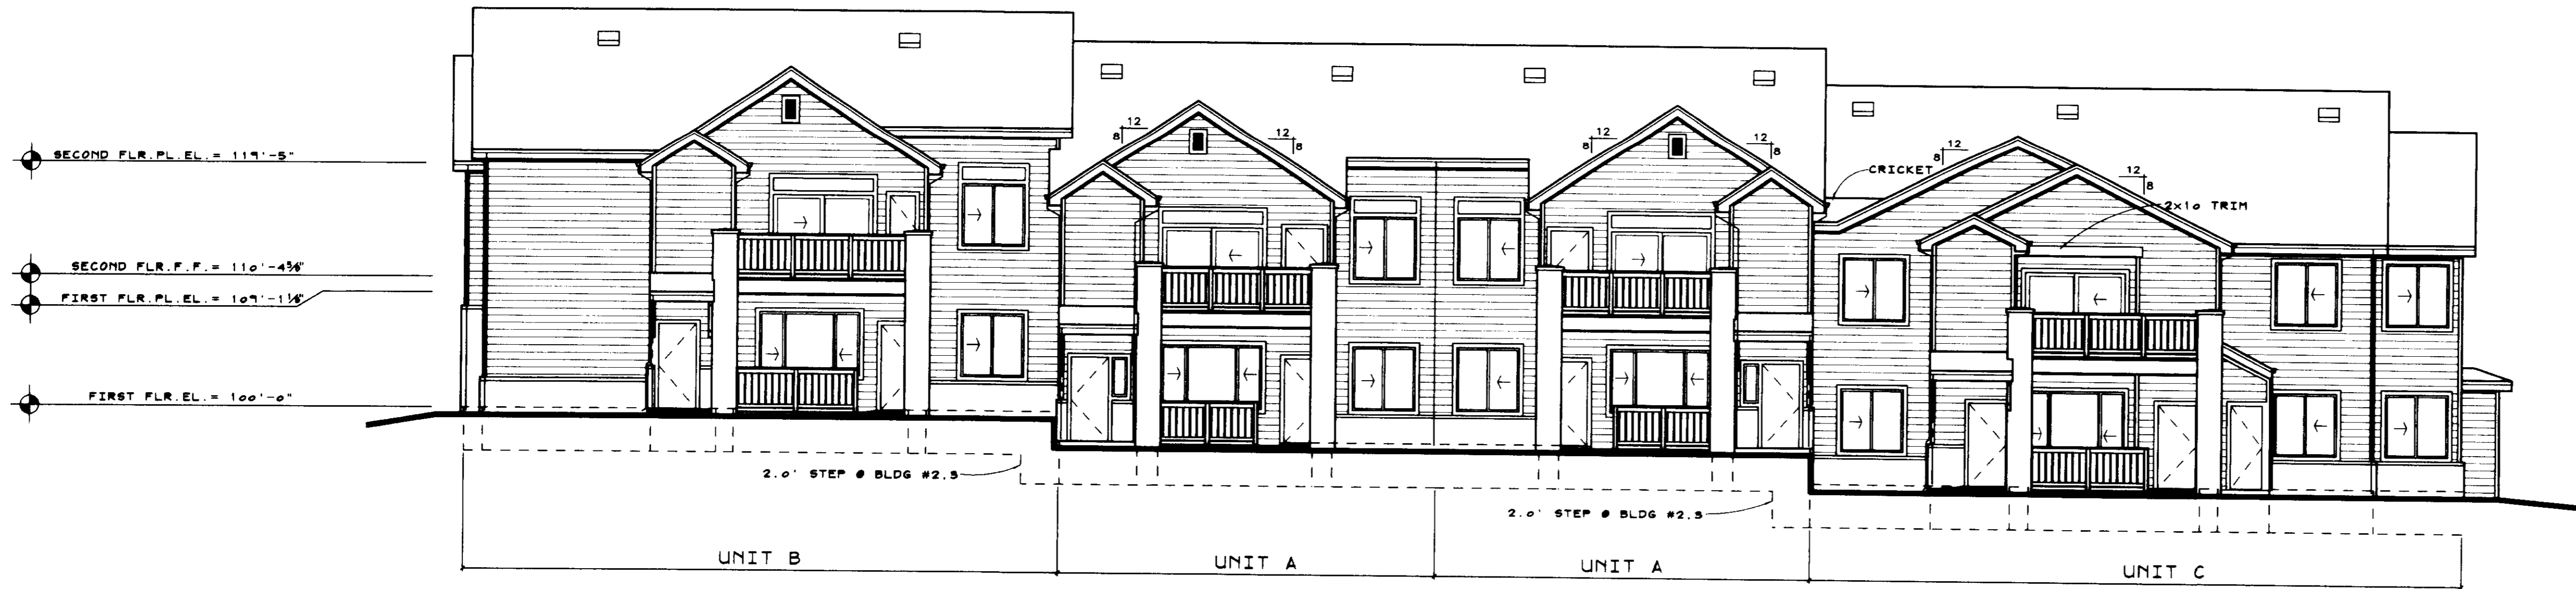 12
8
12
8
12
8
12
8
SECOND FLR.PL.EL.= 119'-5"
12
8
CRICKET
12
8
2x10 TRIM
SECOND FLR.F.F.= 110'-4⅝"
FIRST FLR.PL.EL.= 109'-1⅛"
FIRST FLR.EL.= 100'-0"
2.0' STEP @ BLDG #2.3
2.0' STEP @ BLDG #2.3
UNIT B
UNIT A
UNIT A
UNIT C